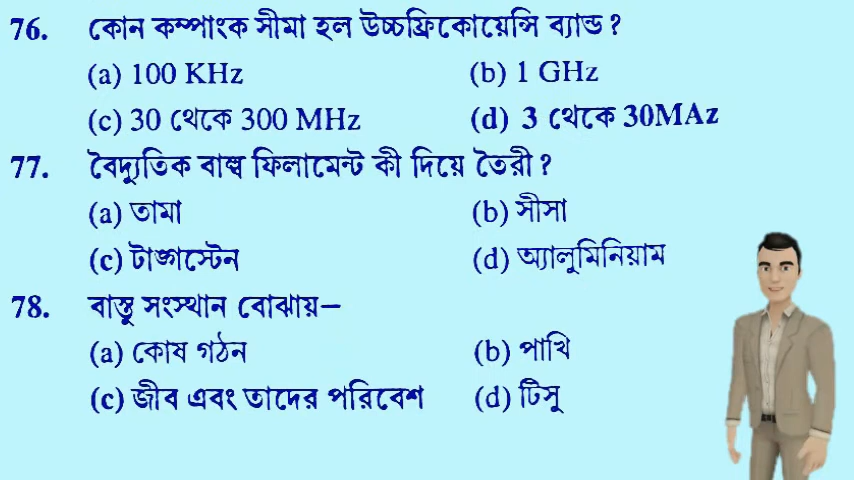 76. কোন কম্পাংক সীমা হল উচ্চফ্রিকোয়েন্সি ব্যান্ড?
(a) 100 KHz (b) 1 GHz
(c) 30 থেকে 300 MHz (d) 3 থেকে 30MAz
77. বৈদ্যুতিক বাল্ব ফিলামেন্ট কী দিয়ে তৈরী?
(a) তামা (b) সীসা
(c) টাঙ্গস্টেন (d) অ্যালুমিনিয়াম
78. বাস্তু সংস্থান বোঝায়—
(a) কোষ গঠন (b) পাখি
(c) জীব এবং তাদের পরিবেশ (d) টিসু